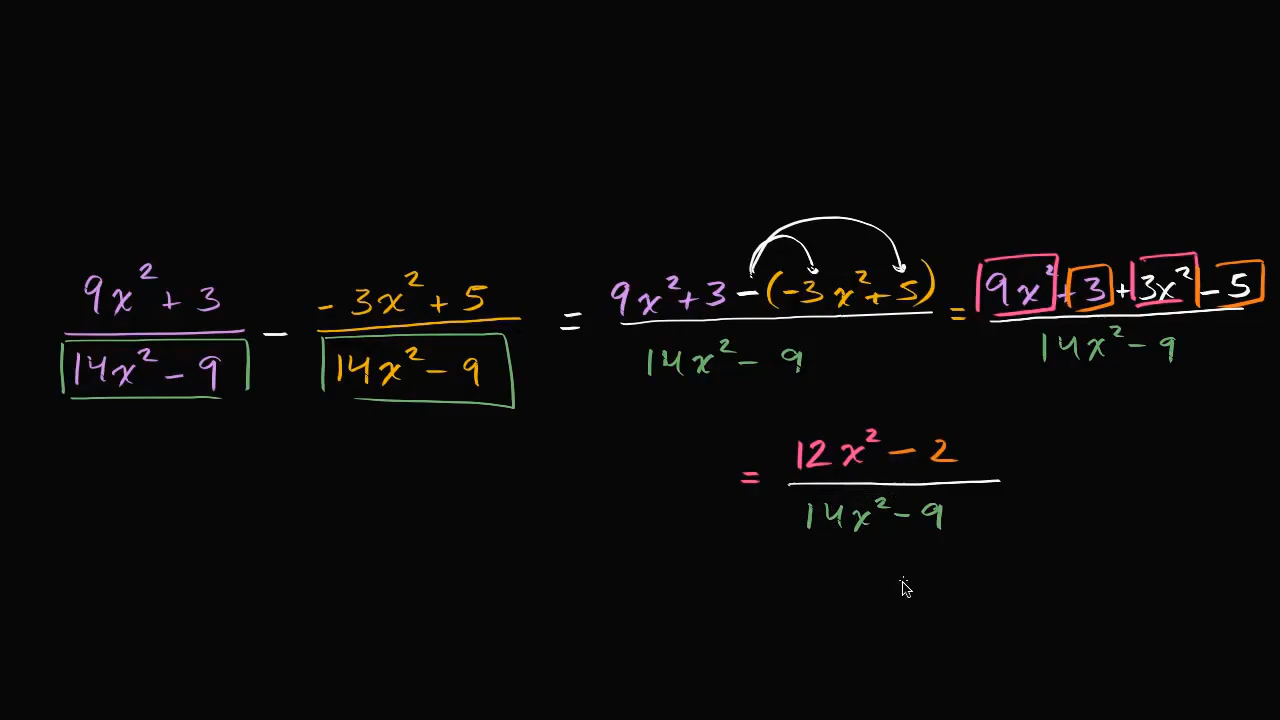 9x² + 3 / 14x² - 9 - -3x² + 5 / 14x² - 9 = 9x² + 3 - (-3x² + 5) / 14x² - 9 = 9x² + 3 + 3x² - 5 / 14x² - 9
= 12x² - 2 / 14x² - 9